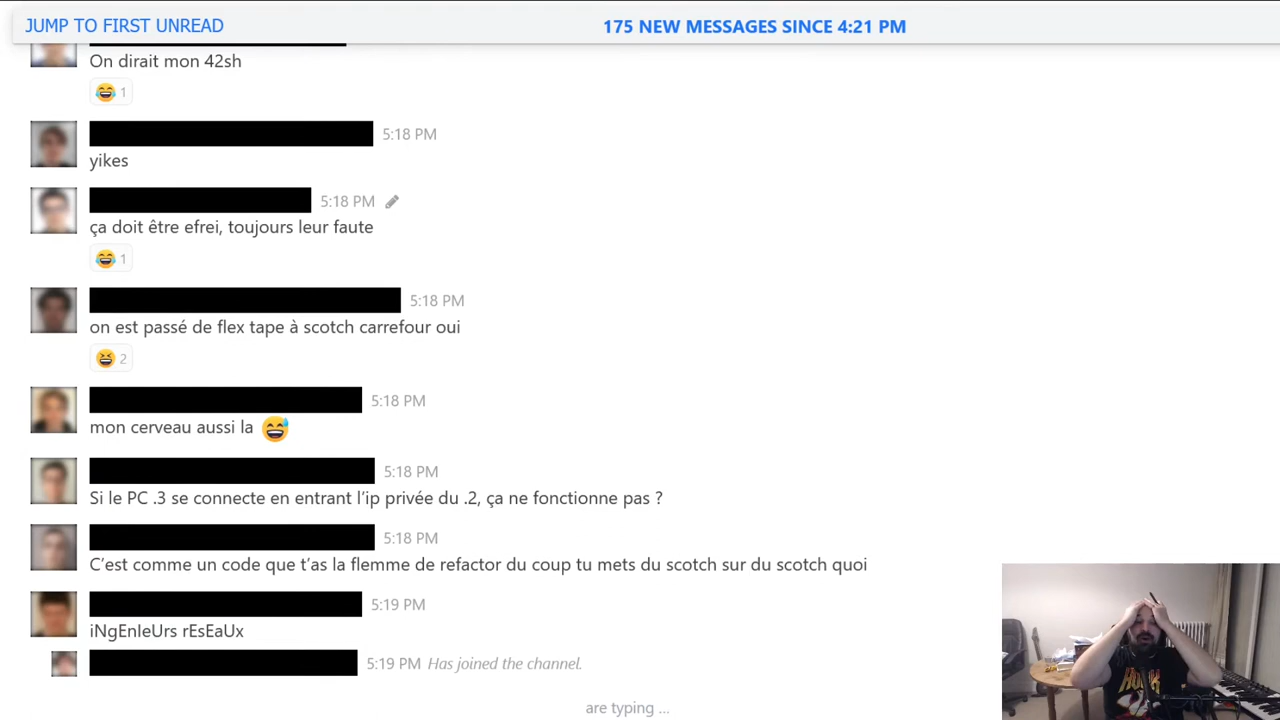 JUMP TO FIRST UNREAD
175 NEW MESSAGES SINCE 4:21 PM
On dirait mon 42sh
1
5:18 PM
yikes
5:18 PM
ça doit être efrei, toujours leur faute
1
5:18 PM
on est passé de flex tape à scotch carrefour oui
2
5:18 PM
mon cerveau aussi la
5:18 PM
Si le PC .3 se connecte en entrant l’ip privée du .2, ça ne fonctionne pas ?
5:18 PM
C’est comme un code que t’as la flemme de refactor du coup tu mets du scotch sur du scotch quoi
5:19 PM
iNgEnIeUrs rEsEaUx
5:19 PM Has joined the channel.
are typing ...